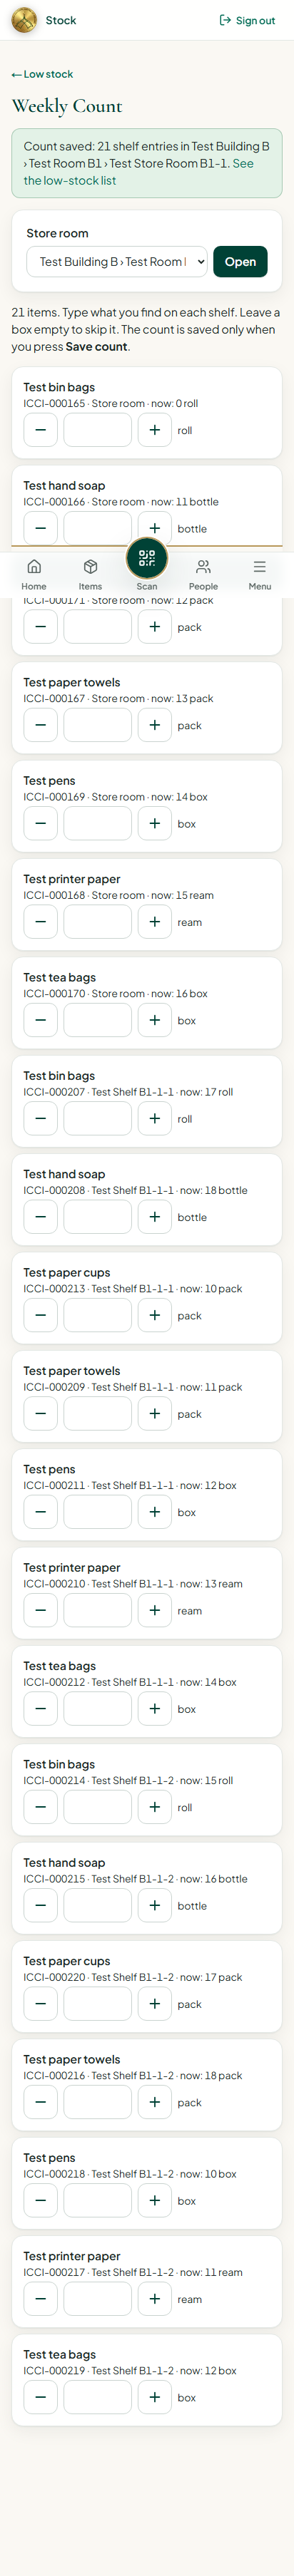 Stock
Sign out
← Low stock
Weekly Count
Count saved: 21 shelf entries in Test Building B
› Test Room B1 › Test Store Room B1-1. See
the low-stock list
Store room
Test Building B › Test Room
Open
21 items. Type what you find on each shelf. Leave a
box empty to skip it. The count is saved only when
you press Save count.
Test bin bags
ICCI-000165 · Store room · now: 0 roll
roll
Test hand soap
ICCI-000166 · Store room · now: 11 bottle
bottle
Home
Items
Scan
People
Menu
ICCI-000171 · Store room · now: 12 pack
pack
Test paper towels
ICCI-000167 · Store room · now: 13 pack
pack
Test pens
ICCI-000169 · Store room · now: 14 box
box
Test printer paper
ICCI-000168 · Store room · now: 15 ream
ream
Test tea bags
ICCI-000170 · Store room · now: 16 box
box
Test bin bags
ICCI-000207 · Test Shelf B1-1-1 · now: 17 roll
roll
Test hand soap
ICCI-000208 · Test Shelf B1-1-1 · now: 18 bottle
bottle
Test paper cups
ICCI-000213 · Test Shelf B1-1-1 · now: 10 pack
pack
Test paper towels
ICCI-000209 · Test Shelf B1-1-1 · now: 11 pack
pack
Test pens
ICCI-000211 · Test Shelf B1-1-1 · now: 12 box
box
Test printer paper
ICCI-000210 · Test Shelf B1-1-1 · now: 13 ream
ream
Test tea bags
ICCI-000212 · Test Shelf B1-1-1 · now: 14 box
box
Test bin bags
ICCI-000214 · Test Shelf B1-1-2 · now: 15 roll
roll
Test hand soap
ICCI-000215 · Test Shelf B1-1-2 · now: 16 bottle
bottle
Test paper cups
ICCI-000220 · Test Shelf B1-1-2 · now: 17 pack
pack
Test paper towels
ICCI-000216 · Test Shelf B1-1-2 · now: 18 pack
pack
Test pens
ICCI-000218 · Test Shelf B1-1-2 · now: 10 box
box
Test printer paper
ICCI-000217 · Test Shelf B1-1-2 · now: 11 ream
ream
Test tea bags
ICCI-000219 · Test Shelf B1-1-2 · now: 12 box
box